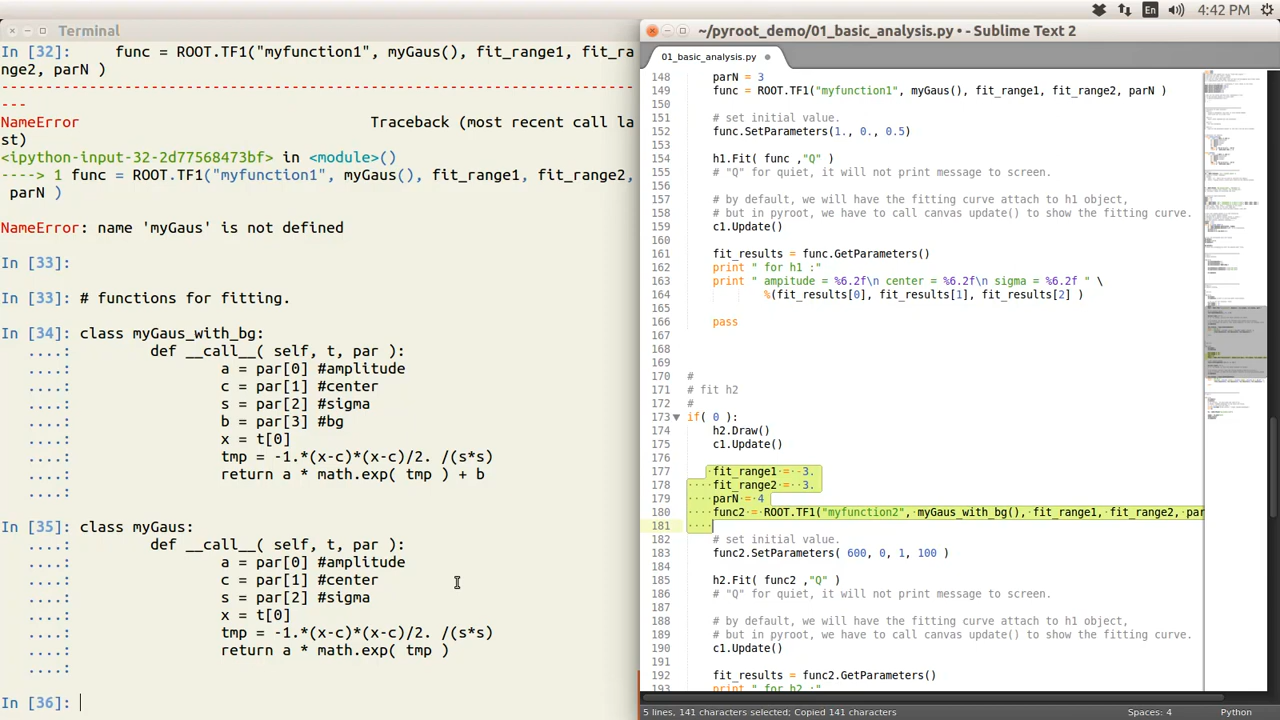 En 4:42 PM
Terminal
In [32]: func = ROOT.TF1("myfunction1", myGaus(), fit_range1, fit_ra
nge2, parN )
---------------------------------------------------------------------------
---
NameError Traceback (most recent call la
st)
<ipython-input-32-2d77568473bf> in <module>()
----> 1 func = ROOT.TF1("myfunction1", myGaus(), fit_range1, fit_range2,
parN )
NameError: name 'myGaus' is not defined
In [33]:
In [33]: # functions for fitting.
In [34]: class myGaus_with_bg:
....: def __call__( self, t, par ):
....: a = par[0] #amplitude
....: c = par[1] #center
....: s = par[2] #sigma
....: b = par[3] #bg
....: x = t[0]
....: tmp = -1.*(x-c)*(x-c)/2. /(s*s)
....: return a * math.exp( tmp ) + b
....:
In [35]: class myGaus:
....: def __call__( self, t, par ):
....: a = par[0] #amplitude
....: c = par[1] #center
....: s = par[2] #sigma
....: x = t[0]
....: tmp = -1.*(x-c)*(x-c)/2. /(s*s)
....: return a * math.exp( tmp )
....:
In [36]:
~/pyroot_demo/01_basic_analysis.py • - Sublime Text 2
01_basic_analysis.py
148 parN = 3
149 func = ROOT.TF1("myfunction1", myGaus(), fit_range1, fit_range2, parN )
150
151 # set initial value.
152 func.SetParameters(1., 0., 0.5)
153
154 h1.Fit( func ,"Q" )
155 # "Q" for quiet, it will not print message to screen.
156
157 # by default, we will have the fitting curve attach to h1 object,
158 # but in pyroot, we have to call canvas update() to show the fitting curve.
159 c1.Update()
160
161 fit_results = func.GetParameters()
162 print " for h1 :"
163 print " ampitude = %6.2f\n center = %6.2f\n sigma = %6.2f " \
164 %(fit_results[0], fit_results[1], fit_results[2] )
165
166 pass
167
168
169
170 #
171 # fit h2
172 #
173 if( 0 ):
174 h2.Draw()
175 c1.Update()
176
177 fit_range1 = -3.
178 fit_range2 = 3.
179 parN = 4
180 func2 = ROOT.TF1("myfunction2", myGaus_with_bg(), fit_range1, fit_range2, par
181
182 # set initial value.
183 func2.SetParameters( 600, 0, 1, 100 )
184
185 h2.Fit( func2 ,"Q" )
186 # "Q" for quiet, it will not print message to screen.
187
188 # by default, we will have the fitting curve attach to h1 object,
189 # but in pyroot, we have to call canvas update() to show the fitting curve.
190 c1.Update()
191
192 fit_results = func2.GetParameters()
193 print " for h2 :"
5 lines, 141 characters selected; Copied 141 characters Spaces: 4 Python